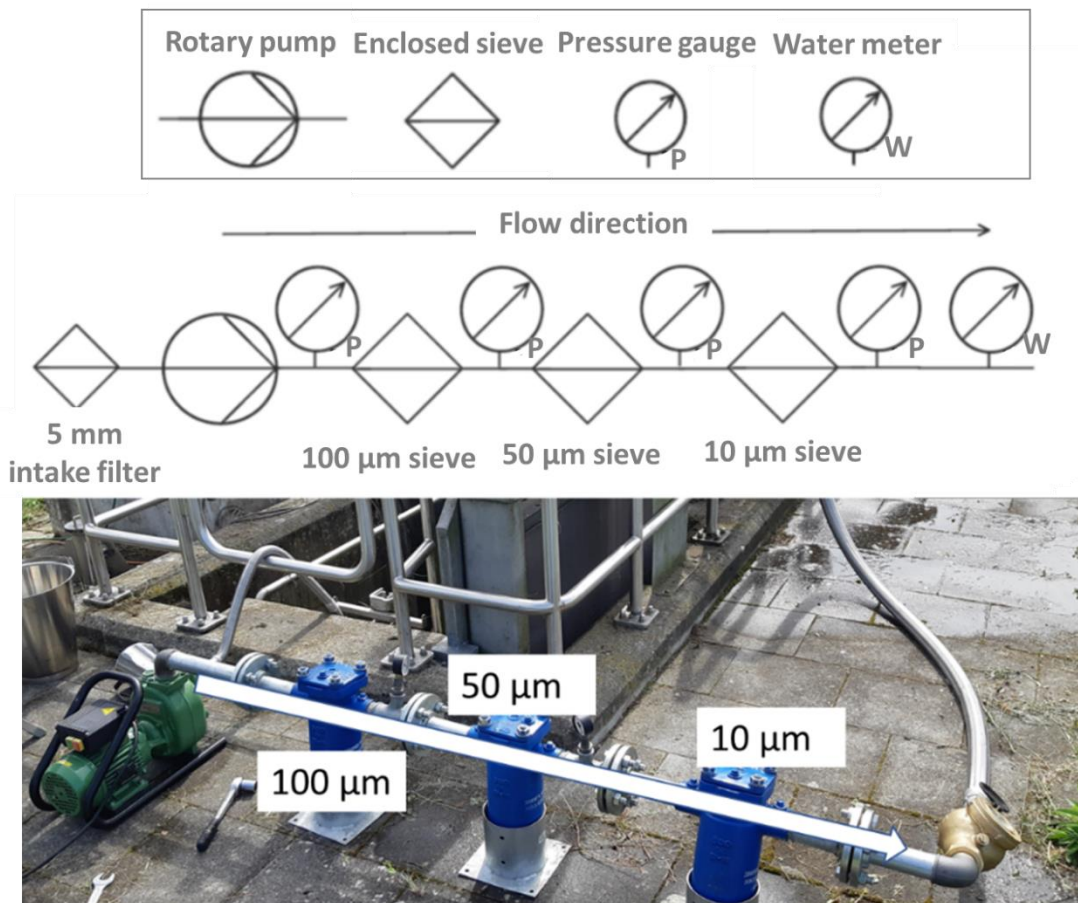 Rotary pump Enclosed sieve Pressure gauge Water meter
P W
Flow direction
P P P P W
5 mm
intake filter
100 µm sieve 50 µm sieve 10 µm sieve
50 µm
10 µm
100 µm